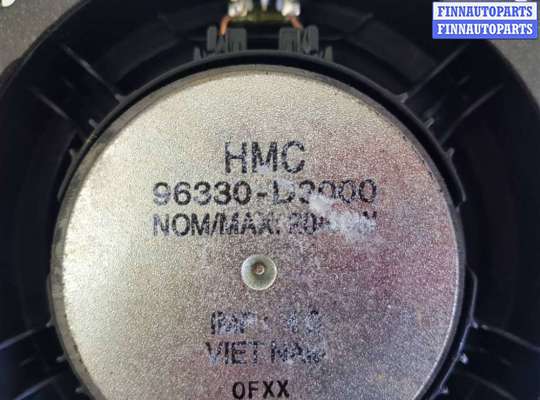 FINNAUTOPARTS
FINNAUTOPARTS
HMC
96330-D3000
NOM/MAX:
VIET NAM
0FXX